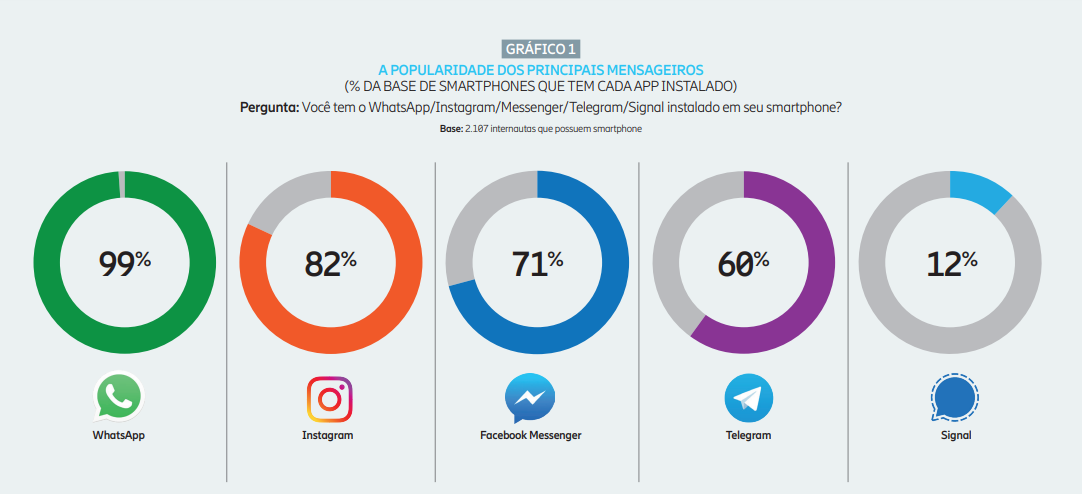 GRÁFICO 1
A POPULARIDADE DOS PRINCIPAIS MENSAGEIROS
(% DA BASE DE SMARTPHONES QUE TEM CADA APP INSTALADO)
Pergunta: Você tem o WhatsApp/Instagram/Messenger/Telegram/Signal instalado em seu smartphone?
Base: 2.107 internautas que possuem smartphone
99% 82% 71% 60% 12%
WhatsApp Instagram Facebook Messenger Telegram Signal